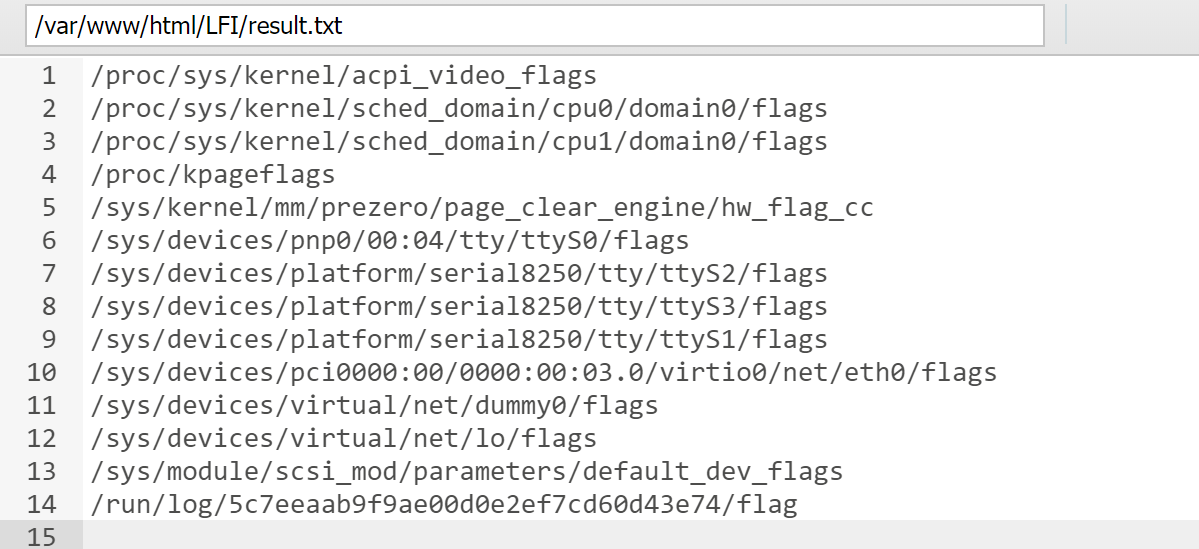 /var/www/html/LFI/result.txt
1 /proc/sys/kernel/acpi_video_flags
2 /proc/sys/kernel/sched_domain/cpu0/domain0/flags
3 /proc/sys/kernel/sched_domain/cpu1/domain0/flags
4 /proc/kpageflags
5 /sys/kernel/mm/prezero/page_clear_engine/hw_flag_cc
6 /sys/devices/pnp0/00:04/tty/ttyS0/flags
7 /sys/devices/platform/serial8250/tty/ttyS2/flags
8 /sys/devices/platform/serial8250/tty/ttyS3/flags
9 /sys/devices/platform/serial8250/tty/ttyS1/flags
10 /sys/devices/pci0000:00/0000:00:03.0/virtio0/net/eth0/flags
11 /sys/devices/virtual/net/dummy0/flags
12 /sys/devices/virtual/net/lo/flags
13 /sys/module/scsi_mod/parameters/default_dev_flags
14 /run/log/5c7eeaab9f9ae00d0e2ef7cd60d43e74/flag
15